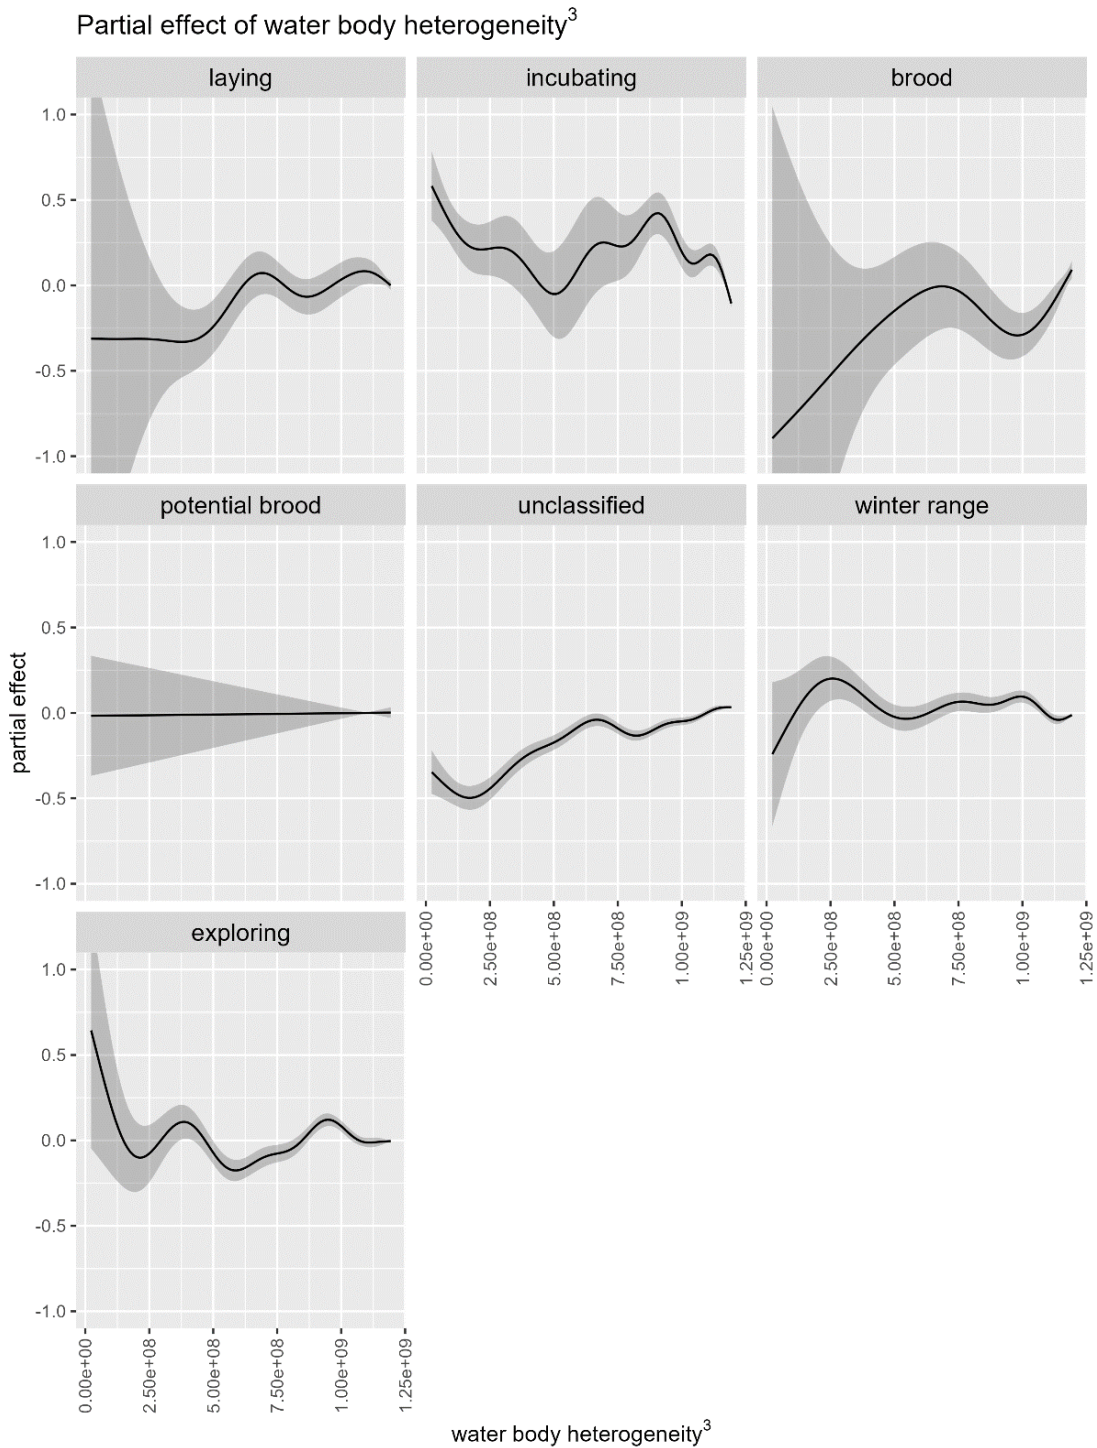 Partial effect of water body heterogeneity³
laying
incubating
brood
1.0
0.5
0.0
-0.5
-1.0
potential brood
unclassified
winter range
1.0
0.5
0.0
-0.5
-1.0
partial effect
0.00e+00
2.50e+08
5.00e+08
7.50e+08
1.00e+09
1.25e+09
0.00e+00
2.50e+08
5.00e+08
7.50e+08
1.00e+09
1.25e+09
exploring
1.0
0.5
0.0
-0.5
-1.0
0.00e+00
2.50e+08
5.00e+08
7.50e+08
1.00e+09
1.25e+09
water body heterogeneity³